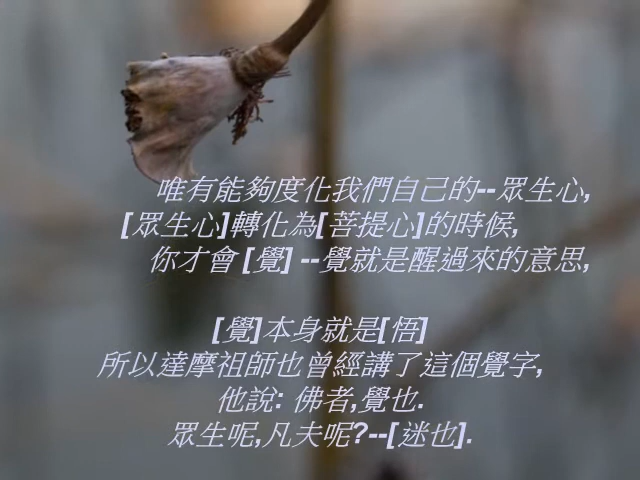 唯有能夠度化我們自己的--眾生心,
[眾生心]轉化為[菩提心]的時候,
你才會 [覺] --覺就是醒過來的意思,
[覺]本身就是[悟]
所以達摩祖師也曾經講了這個覺字,
他說: 佛者,覺也.
眾生呢,凡夫呢?--[迷也].